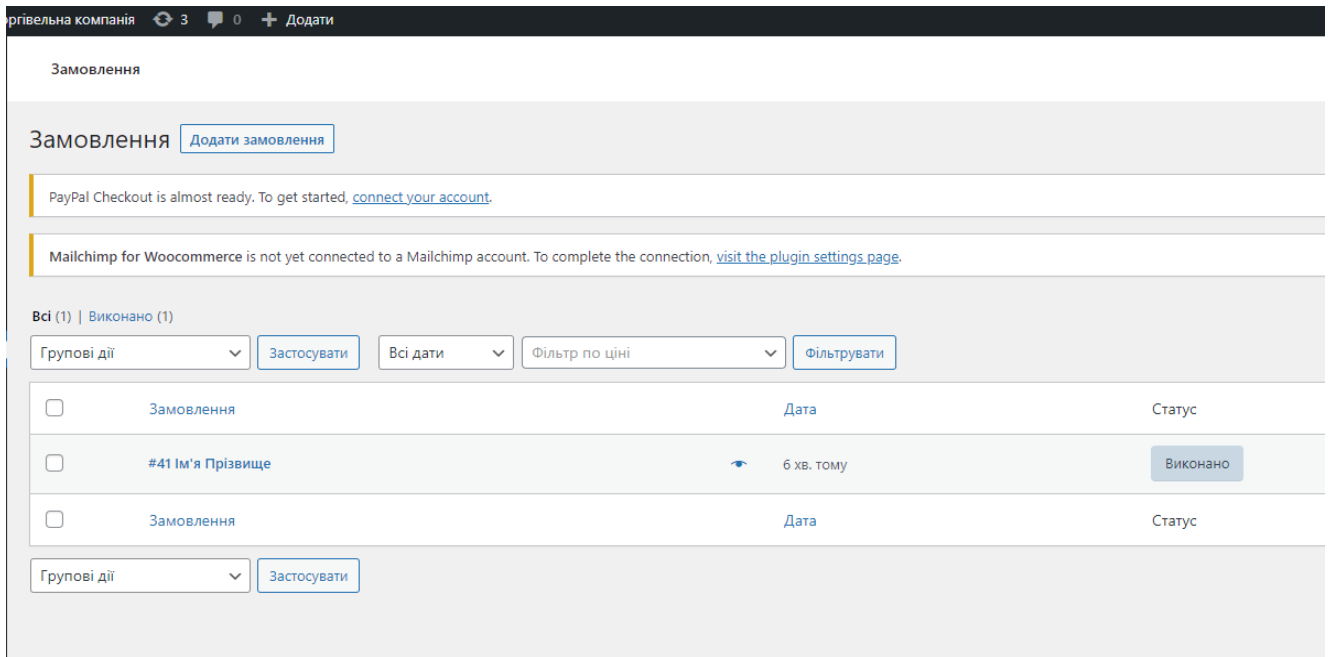 оргівельна компанія 3 0 + Додати
Замовлення
Замовлення Додати замовлення
PayPal Checkout is almost ready. To get started, connect your account.
Mailchimp for Woocommerce is not yet connected to a Mailchimp account. To complete the connection, visit the plugin settings page.
Всі (1) | Виконано (1)
Групові дії Застосувати Всі дати Фільтр по ціні Фільтрувати
Замовлення Дата Статус
#41 Ім'я Прізвище 6 хв. тому Виконано
Замовлення Дата Статус
Групові дії Застосувати